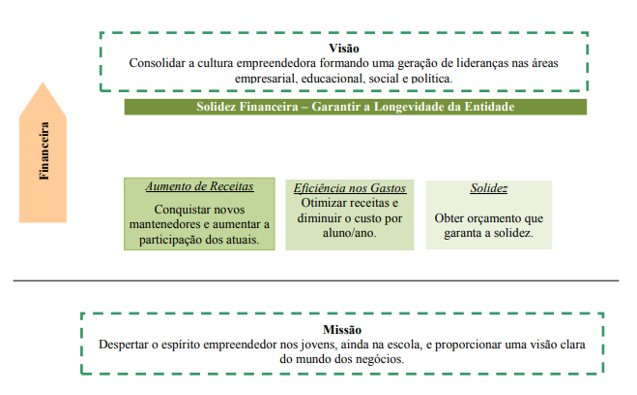 Visão
Consolidar a cultura empreendedora formando uma geração de lideranças nas áreas
empresarial, educacional, social e política.
Solidez Financeira – Garantir a Longevidade da Entidade
Financeira
Aumento de Receitas
Conquistar novos
mantenedores e aumentar a
participação dos atuais.
Eficiência nos Gastos
Otimizar receitas e
diminuir o custo por
aluno/ano.
Solidez
Obter orçamento que
garanta a solidez.
Missão
Despertar o espírito empreendedor nos jovens, ainda na escola, e proporcionar uma visão clara
do mundo dos negócios.